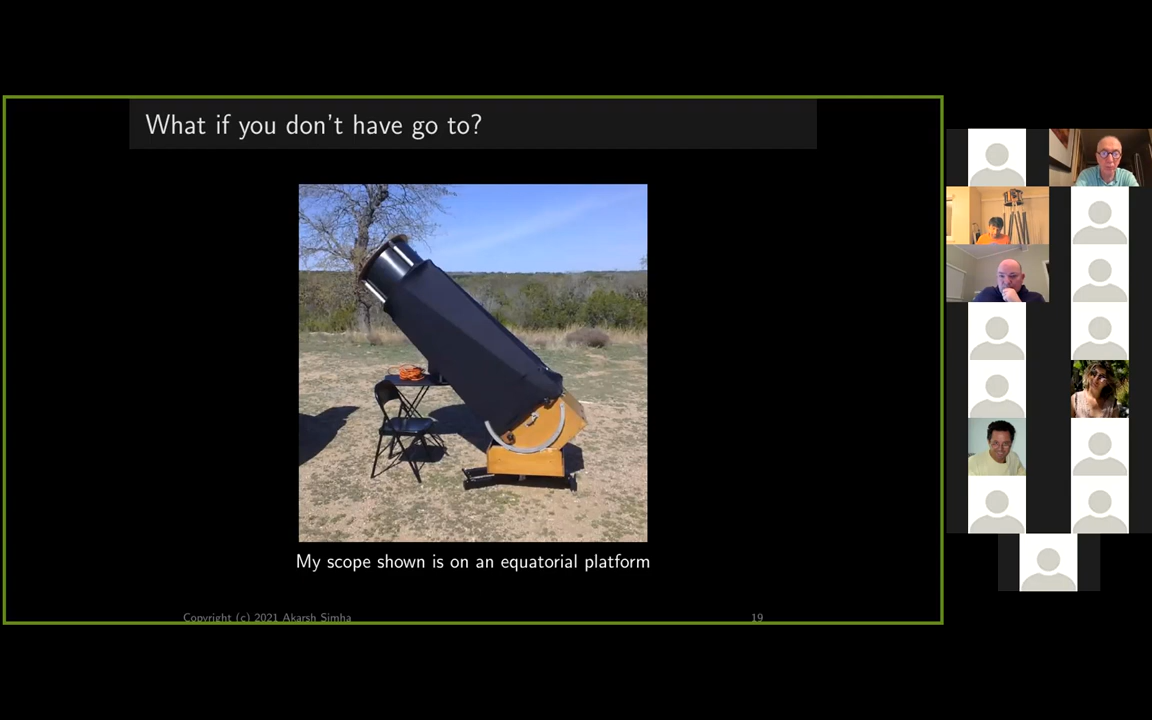 What if you don't have go to?
My scope shown is on an equatorial platform
Copyright (c) 2021 Akarsh Simha
19